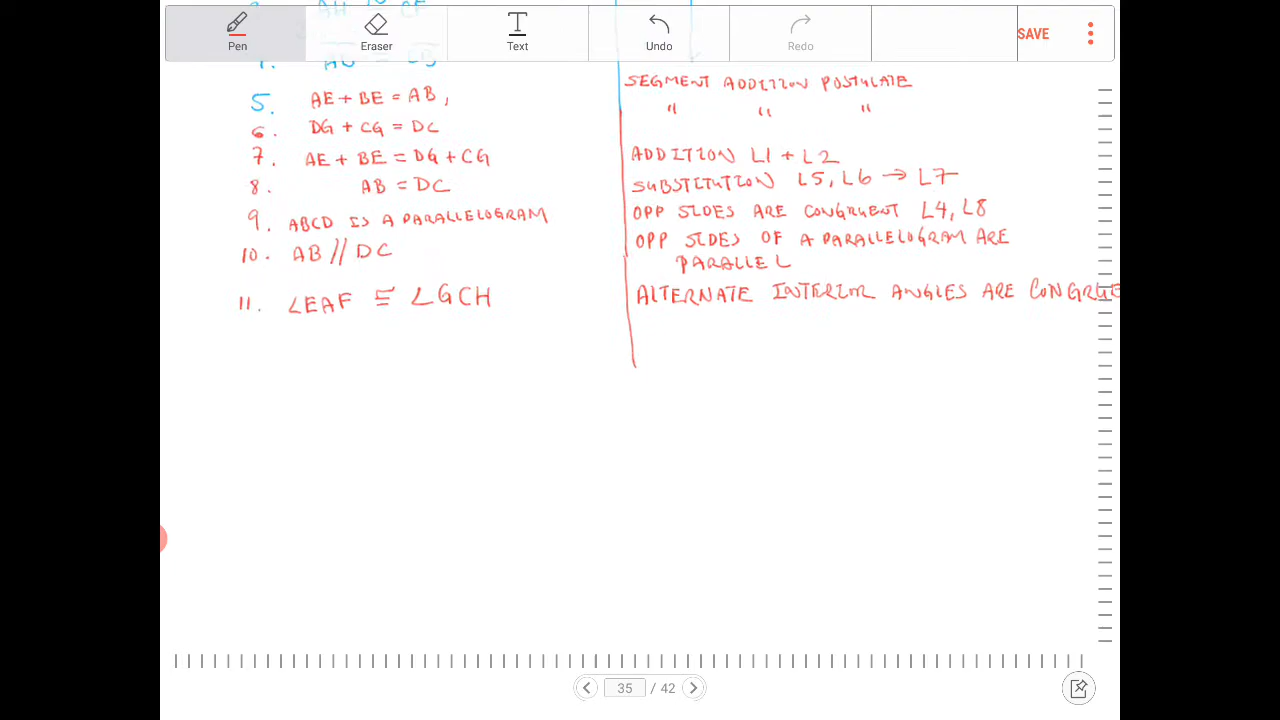 Pen
Eraser
Text
Undo
Redo
SAVE
SEGMENT ADDITION POSTULATE
5. AE + BE = AB, " " "
6. DG + CG = DC
7. AE + BE = DG + CG ADDITION L1 + L2
8. AB = DC SUBSTITUTION L5, L6 → L7
9. ABCD IS A PARALLELOGRAM OPP SIDES ARE CONGRUENT L4, L8
10. AB // DC OPP SIDES OF A PARALLELOGRAM ARE
PARALLEL
11. ∠EAF ≅ ∠GCH ALTERNATE INTERIOR ANGLES ARE CONGRUE
35 / 42